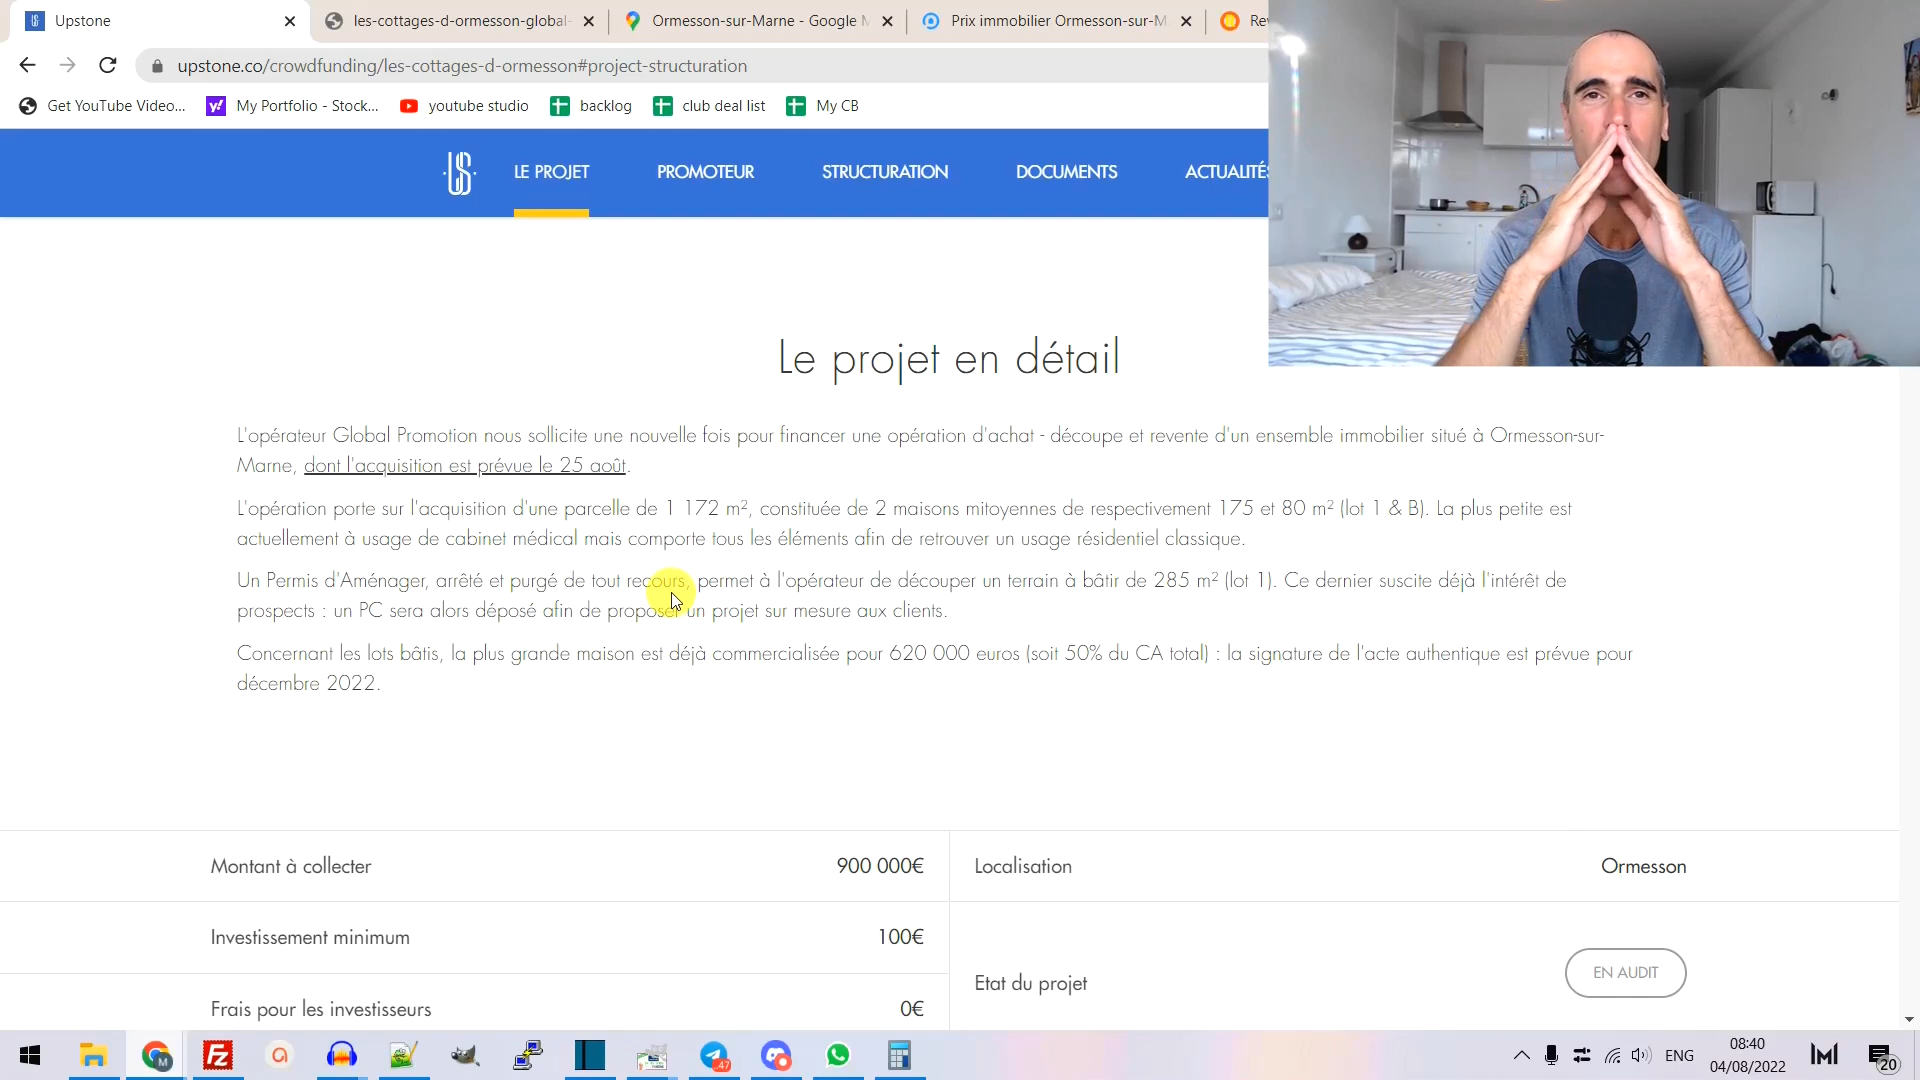 Upstone
les-cottages-d-ormesson-global-
Ormesson-sur-Marne - Google M
Prix immobilier Ormesson-sur-M
Re
upstone.co/crowdfunding/les-cottages-d-ormesson#project-structuration
Get YouTube Video...
My Portfolio - Stock...
youtube studio
backlog
club deal list
My CB
LE PROJET
PROMOTEUR
STRUCTURATION
DOCUMENTS
ACTUALITÉS
Le projet en détail
L'opérateur Global Promotion nous sollicite une nouvelle fois pour financer une opération d'achat - découpe et revente d'un ensemble immobilier situé à Ormesson-sur-
Marne, dont l'acquisition est prévue le 25 août.
L'opération porte sur l'acquisition d'une parcelle de 1 172 m², constituée de 2 maisons mitoyennes de respectivement 175 et 80 m² (lot 1 & B). La plus petite est
actuellement à usage de cabinet médical mais comporte tous les éléments afin de retrouver un usage résidentiel classique.
Un Permis d'Aménager, arrêté et purgé de tout recours, permet à l'opérateur de découper un terrain à bâtir de 285 m² (lot 1). Ce dernier suscite déjà l'intérêt de
prospects : un PC sera alors déposé afin de proposer un projet sur mesure aux clients.
Concernant les lots bâtis, la plus grande maison est déjà commercialisée pour 620 000 euros (soit 50% du CA total) : la signature de l'acte authentique est prévue pour
décembre 2022.
Montant à collecter
900 000€
Localisation
Ormesson
Investissement minimum
100€
Etat du projet
EN AUDIT
Frais pour les investisseurs
0€
ENG
08:40
04/08/2022
20